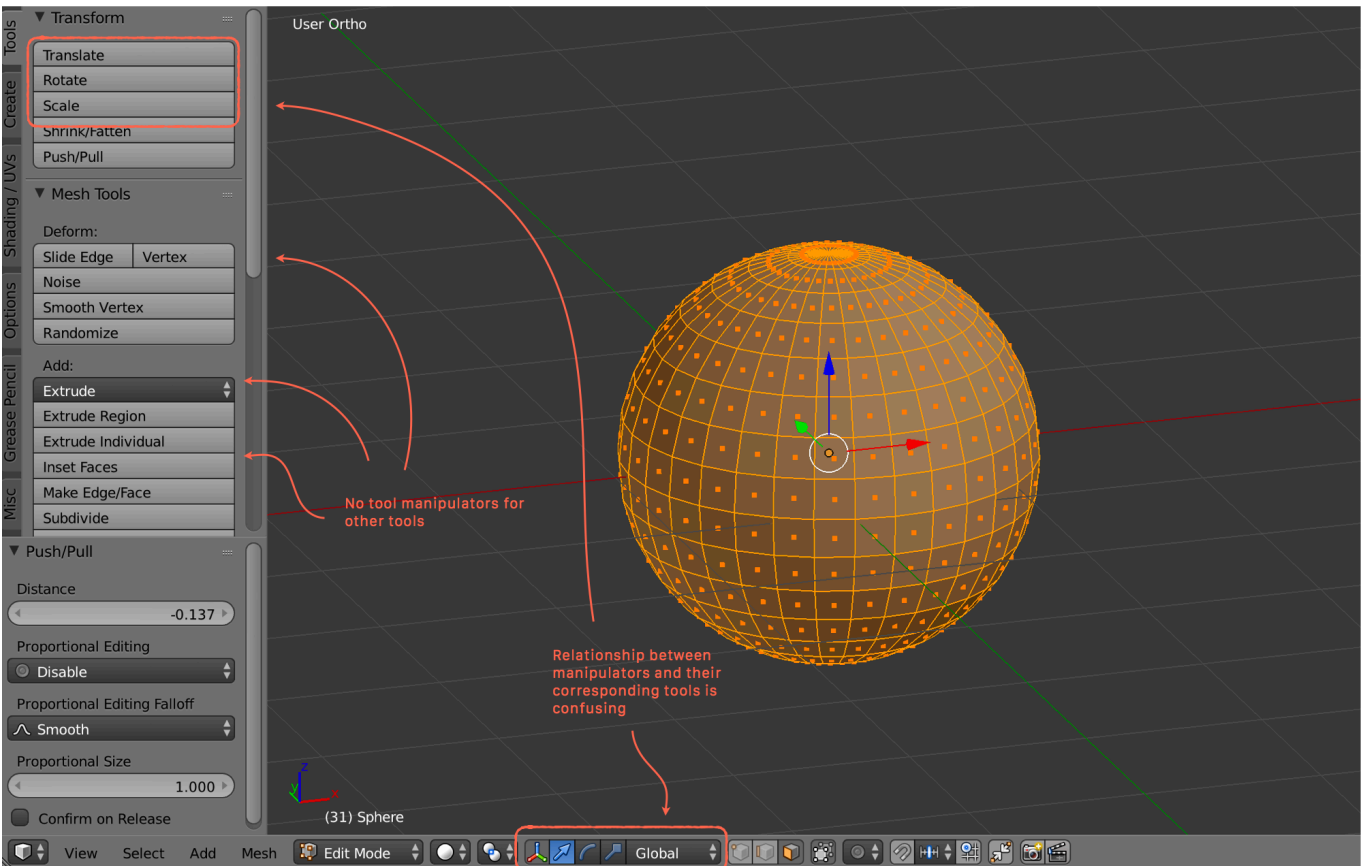 Tools
Create
Shading / UVs
Options
Grease Pencil
Misc
Transform
Translate
Rotate
Scale
Shrink/Fatten
Push/Pull
Mesh Tools
Deform:
Slide Edge Vertex
Noise
Smooth Vertex
Randomize
Add:
Extrude
Extrude Region
Extrude Individual
Inset Faces
Make Edge/Face
Subdivide
Push/Pull
Distance
-0.137
Proportional Editing
Disable
Proportional Editing Falloff
Smooth
Proportional Size
1.000
Confirm on Release
User Ortho
No tool manipulators for
other tools
Relationship between
manipulators and their
corresponding tools is
confusing
z
y
x
(31) Sphere
View Select Add Mesh Edit Mode Global